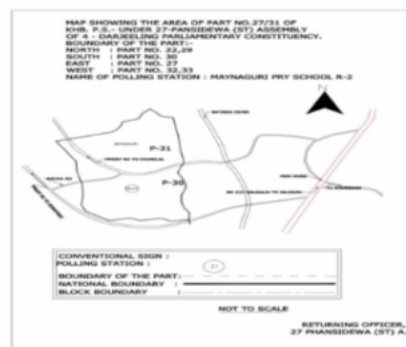 MAP SHOWING THE AREA OF PART NO.27/31 OF
KHB. P.S.- UNDER 27-PANSIDEWA (ST) ASSEMBLY
OF 4 - DARJEELING PARLIAMENTARY CONSTITUENCY.
BOUNDARY OF THE PART:-
NORTH : PART NO. 22,29
SOUTH : PART NO. 30
EAST : PART NO. 27
WEST : PART NO. 32,33
NAME OF POLLING STATION : MAYNAGURI PRY SCHOOL R-2
P-31
P-30
CONVENTIONAL SIGN :
POLLING STATION :
31
BOUNDARY OF THE PART:
NATIONAL BOUNDARY :
BLOCK BOUNDARY :
NOT TO SCALE
RETURNING OFFICER,
27 PHANSIDEWA (ST) A.